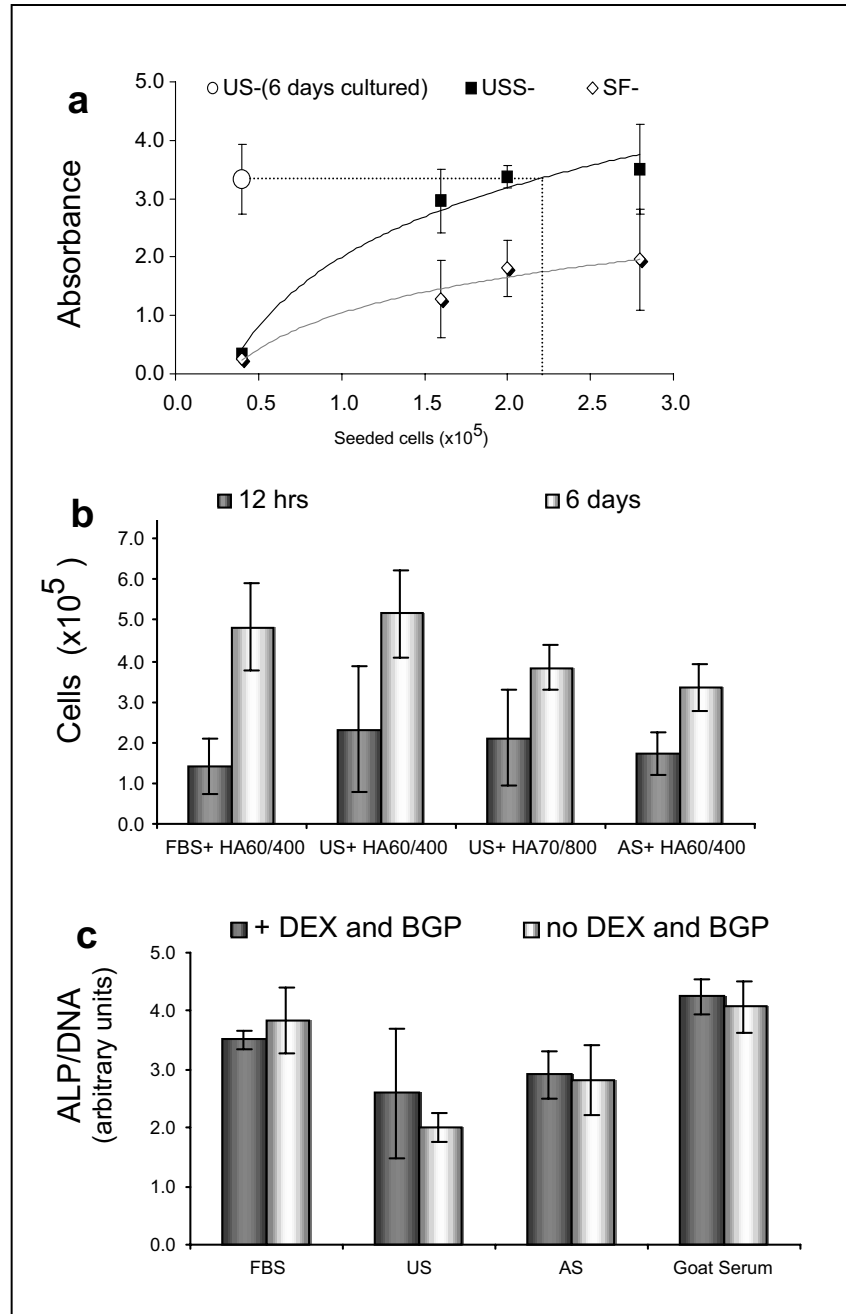 a
US-(6 days cultured) USS- SF-
Absorbance
5.0
4.0
3.0
2.0
1.0
0.0
0.0 0.5 1.0 1.5 2.0 2.5 3.0
Seeded cells (x10^5)
b
12 hrs 6 days
Cells (x10^5)
7.0
6.0
5.0
4.0
3.0
2.0
1.0
0.0
FBS+ HA60/400 US+ HA60/400 US+ HA70/800 AS+ HA60/400
c
+ DEX and BGP no DEX and BGP
ALP/DNA
(arbitrary units)
5.0
4.0
3.0
2.0
1.0
0.0
FBS US AS Goat Serum